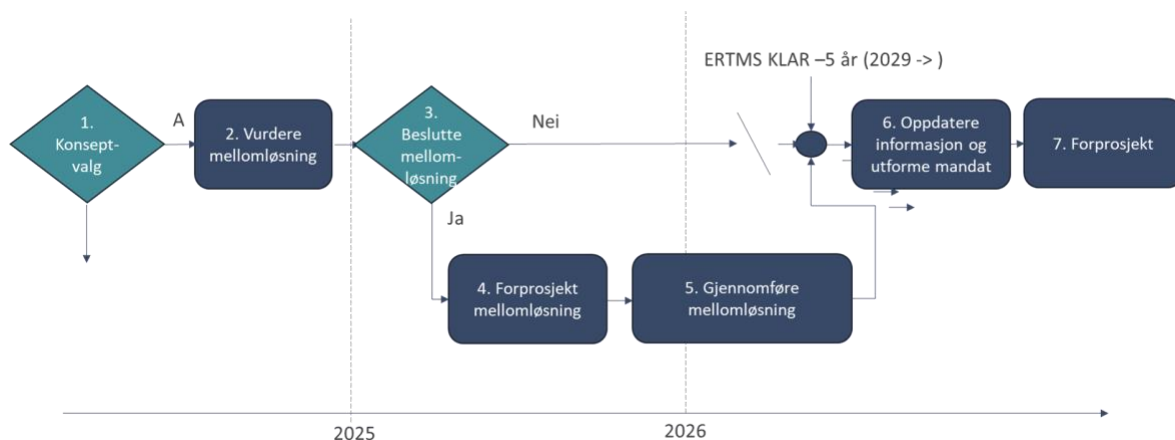 ERTMS KLAR –5 år (2029 -> )
1.
Konsept-
valg
A
2. Vurdere
mellomløsning
3.
Beslutte
mellom-
løsning
Nei
6. Oppdatere
informasjon og
utforme mandat
7. Forprosjekt
Ja
4. Forprosjekt
mellomløsning
5. Gjennomføre
mellomløsning
2025
2026